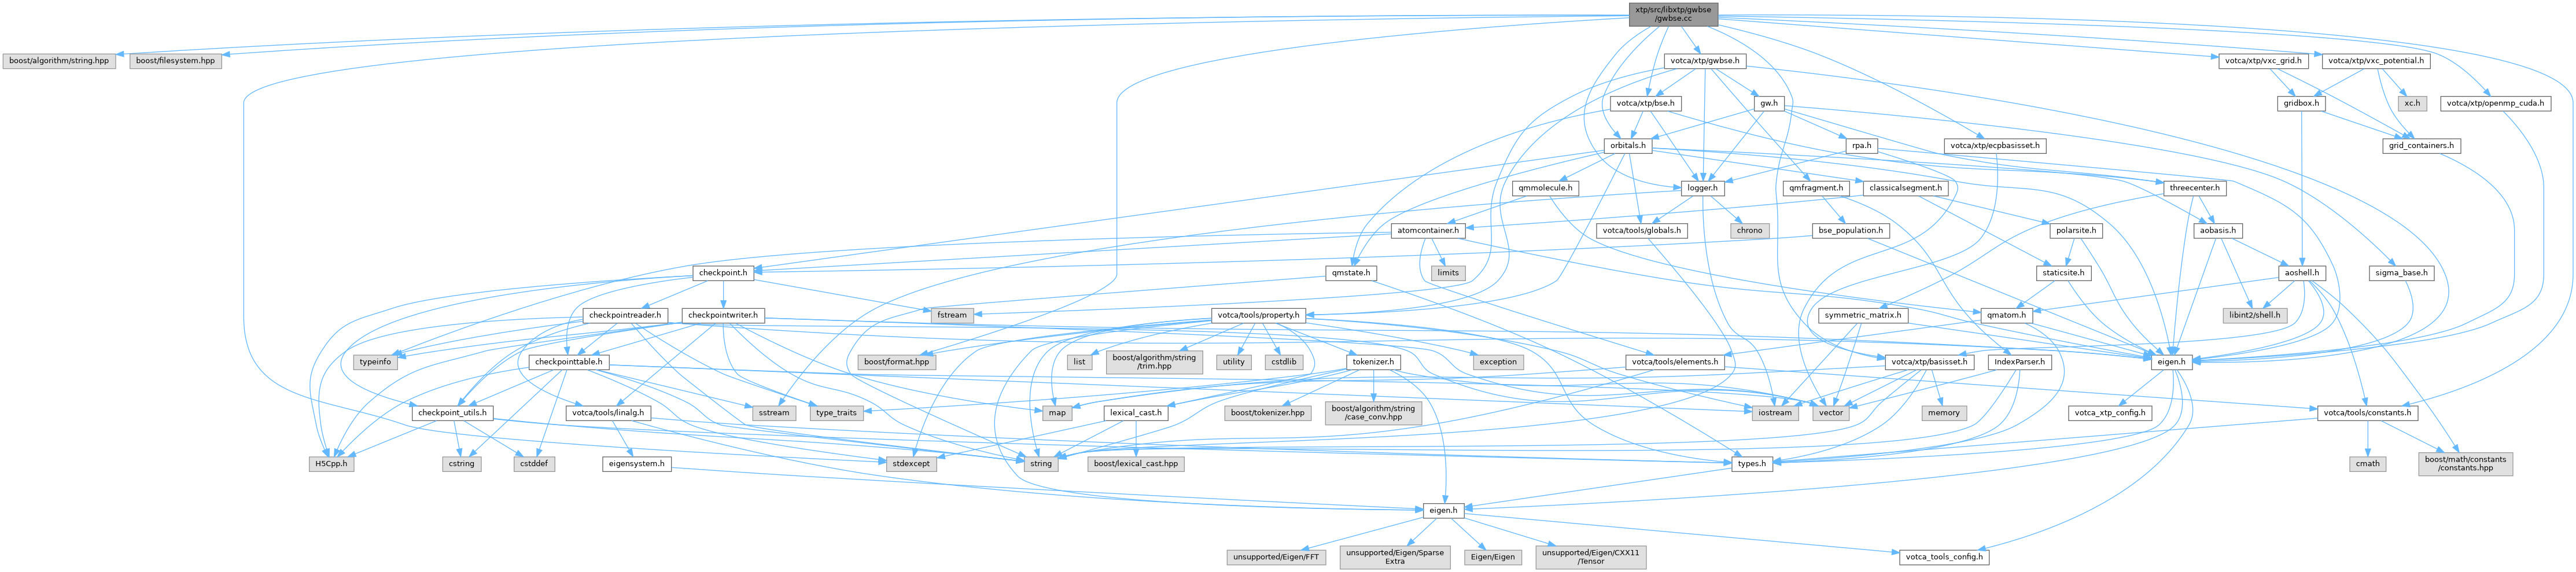 xtp/src/libxtp/gwbse
/gwbse.cc
boost/algorithm/string.hpp
boost/filesystem.hpp
votca/xtp/gwbse.h
votca/xtp/vxc_grid.h
votca/xtp/vxc_potential.h
votca/xtp/bse.h
gw.h
gridbox.h
xc.h
votca/xtp/openmp_cuda.h
orbitals.h
rpa.h
votca/xtp/ecpbasisset.h
grid_containers.h
qmmolecule.h
logger.h
qmfragment.h
classicalsegment.h
threecenter.h
atomcontainer.h
votca/tools/globals.h
chrono
bse_population.h
polarsite.h
aobasis.h
checkpoint.h
limits
qmstate.h
staticsite.h
aoshell.h
sigma_base.h
checkpointreader.h
checkpointwriter.h
fstream
votca/tools/property.h
symmetric_matrix.h
qmatom.h
libint2/shell.h
typeinfo
checkpointtable.h
boost/format.hpp
list
boost/algorithm/string
/trim.hpp
utility
cstdlib
tokenizer.h
exception
votca/tools/elements.h
votca/xtp/basisset.h
IndexParser.h
eigen.h
checkpoint_utils.h
votca/tools/linalg.h
sstream
type_traits
map
lexical_cast.h
boost/tokenizer.hpp
boost/algorithm/string
/case_conv.hpp
iostream
vector
memory
votca_xtp_config.h
votca/tools/constants.h
H5Cpp.h
cstring
cstddef
eigensystem.h
stdexcept
string
boost/lexical_cast.hpp
types.h
cmath
boost/math/constants
/constants.hpp
eigen.h
unsupported/Eigen/FFT
unsupported/Eigen/Sparse
Extra
Eigen/Eigen
unsupported/Eigen/CXX11
/Tensor
votca_tools_config.h